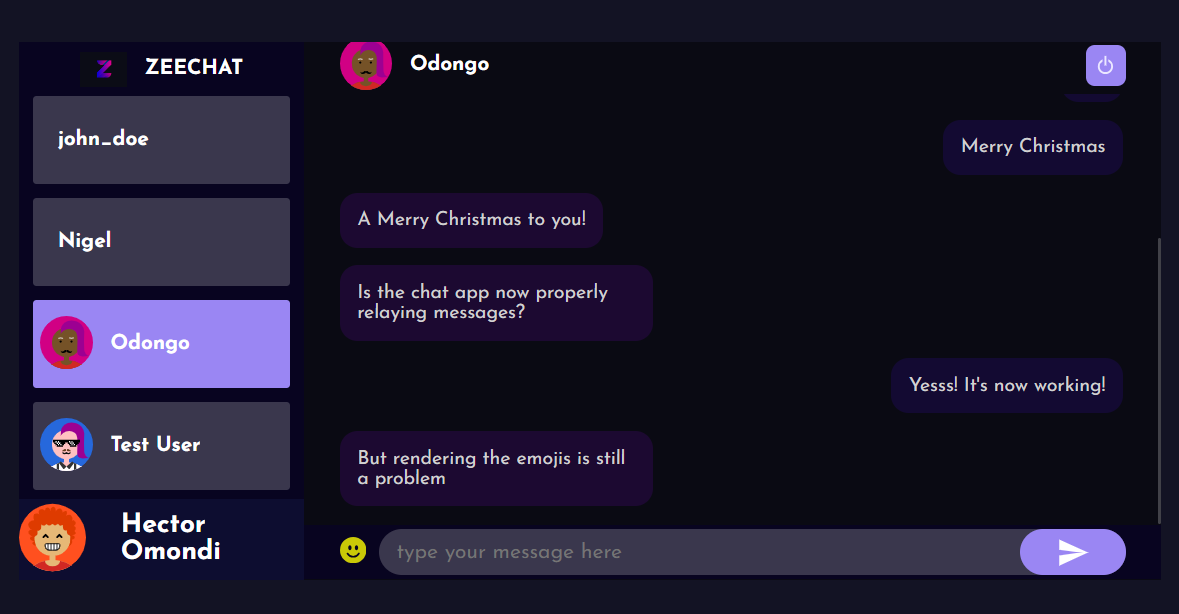 Z ZEECHAT
john_doe
Nigel
Odongo
Test User
Hector
Omondi
Odongo
Merry Christmas
A Merry Christmas to you!
Is the chat app now properly
relaying messages?
Yesss! It's now working!
But rendering the emojis is still
a problem
type your message here